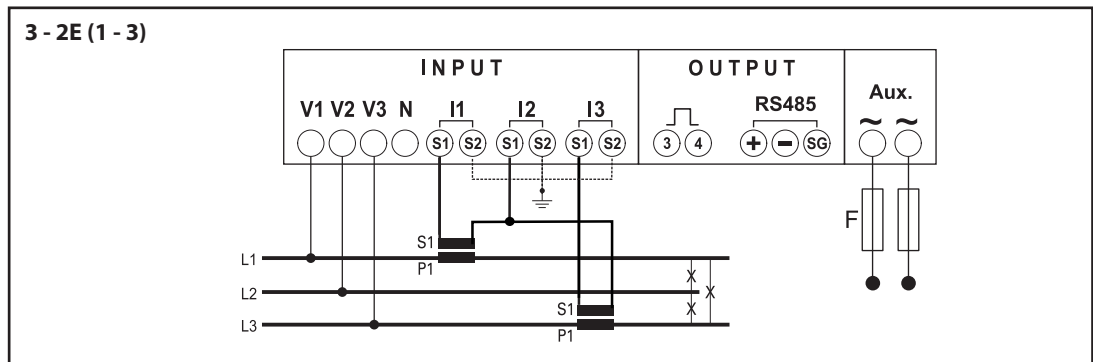 3 - 2E (1 - 3)
INPUT OUTPUT
Aux.
V1 V2 V3 N I1 I2 I3 RS485
~ ~
S1 S2 S1 S2 S1 S2 3 4 + − SG
F
S1
L1 P1
X
L2 X
S1 X
L3 P1